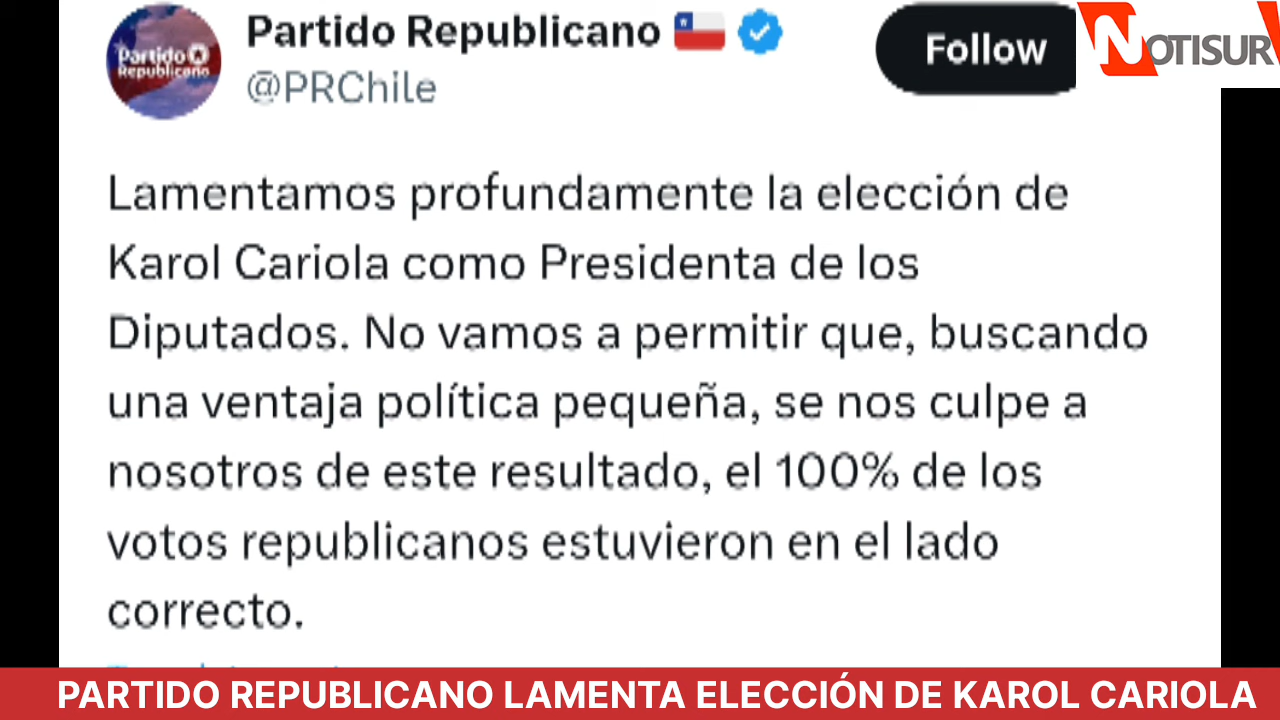 Partido Republicano
@PRChile
Follow
NOTISUR
Partido
Republicano
Lamentamos profundamente la elección de
Karol Cariola como Presidenta de los
Diputados. No vamos a permitir que, buscando
una ventaja política pequeña, se nos culpe a
nosotros de este resultado, el 100% de los
votos republicanos estuvieron en el lado
correcto.
PARTIDO REPUBLICANO LAMENTA ELECCIÓN DE KAROL CARIOLA